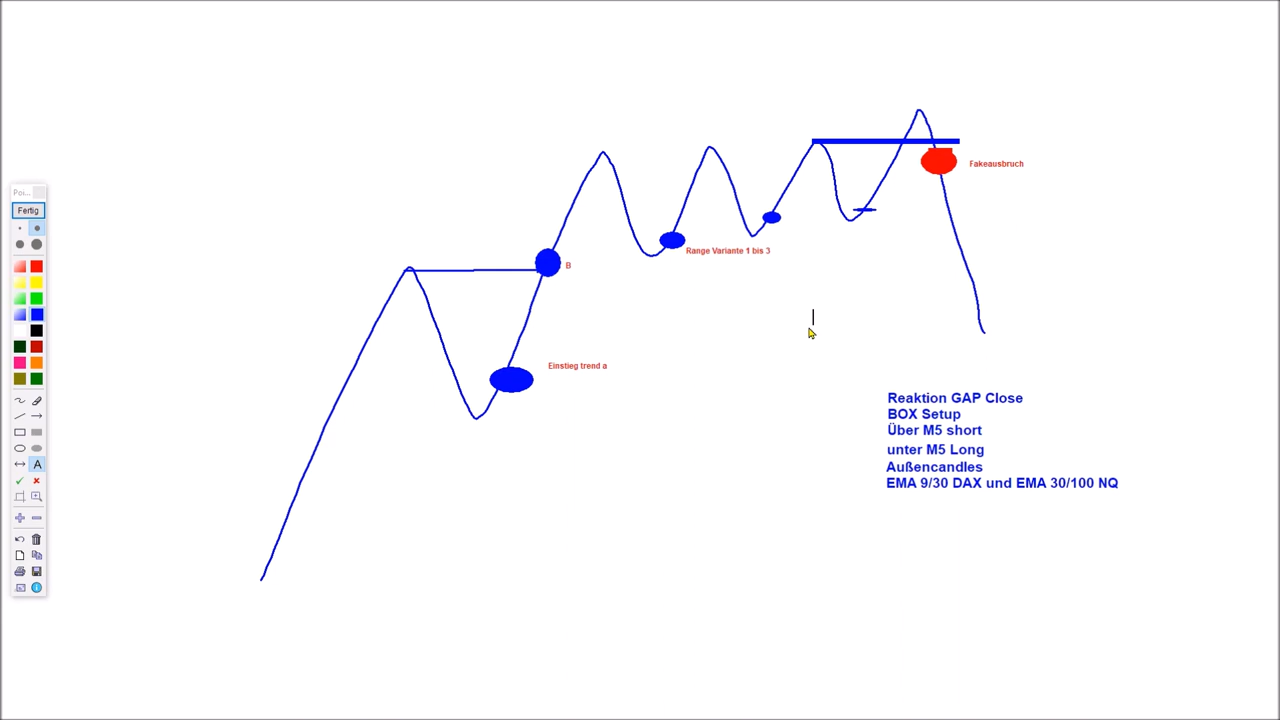 Fakeausbruch
Range Variante 1 bis 3
B
Einstieg trend a
Reaktion GAP Close
BOX Setup
Über M5 short
unter M5 Long
Außencandles
EMA 9/30 DAX und EMA 30/100 NQ
Poi...
Fertig
A